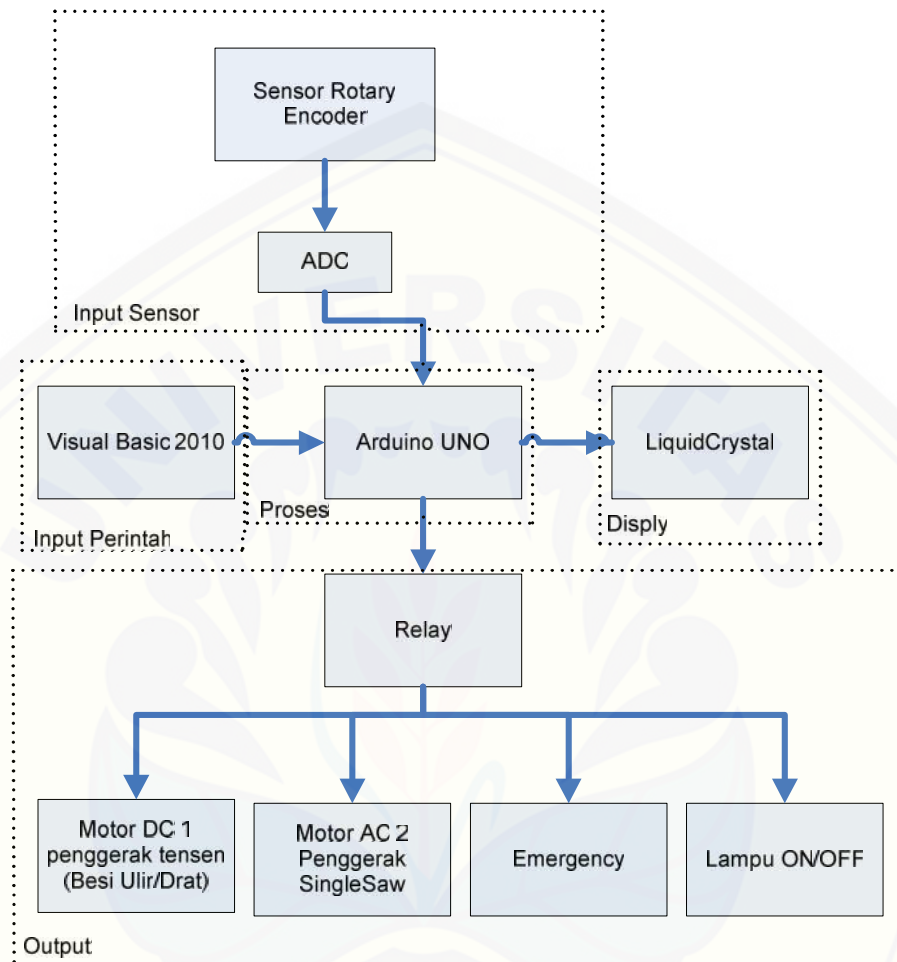 Sensor Rotary
Encoder
ADC
Input Sensor
Visual Basic 2010
Input Perintah
Arduino UNO
Proses
LiquidCrystal
Disply
Relay
Motor DC 1
penggerak tensen
(Besi Ulir/Drat)
Motor AC 2
Penggerak
SingleSaw
Emergency
Lampu ON/OFF
Output
UNIVERSITAS